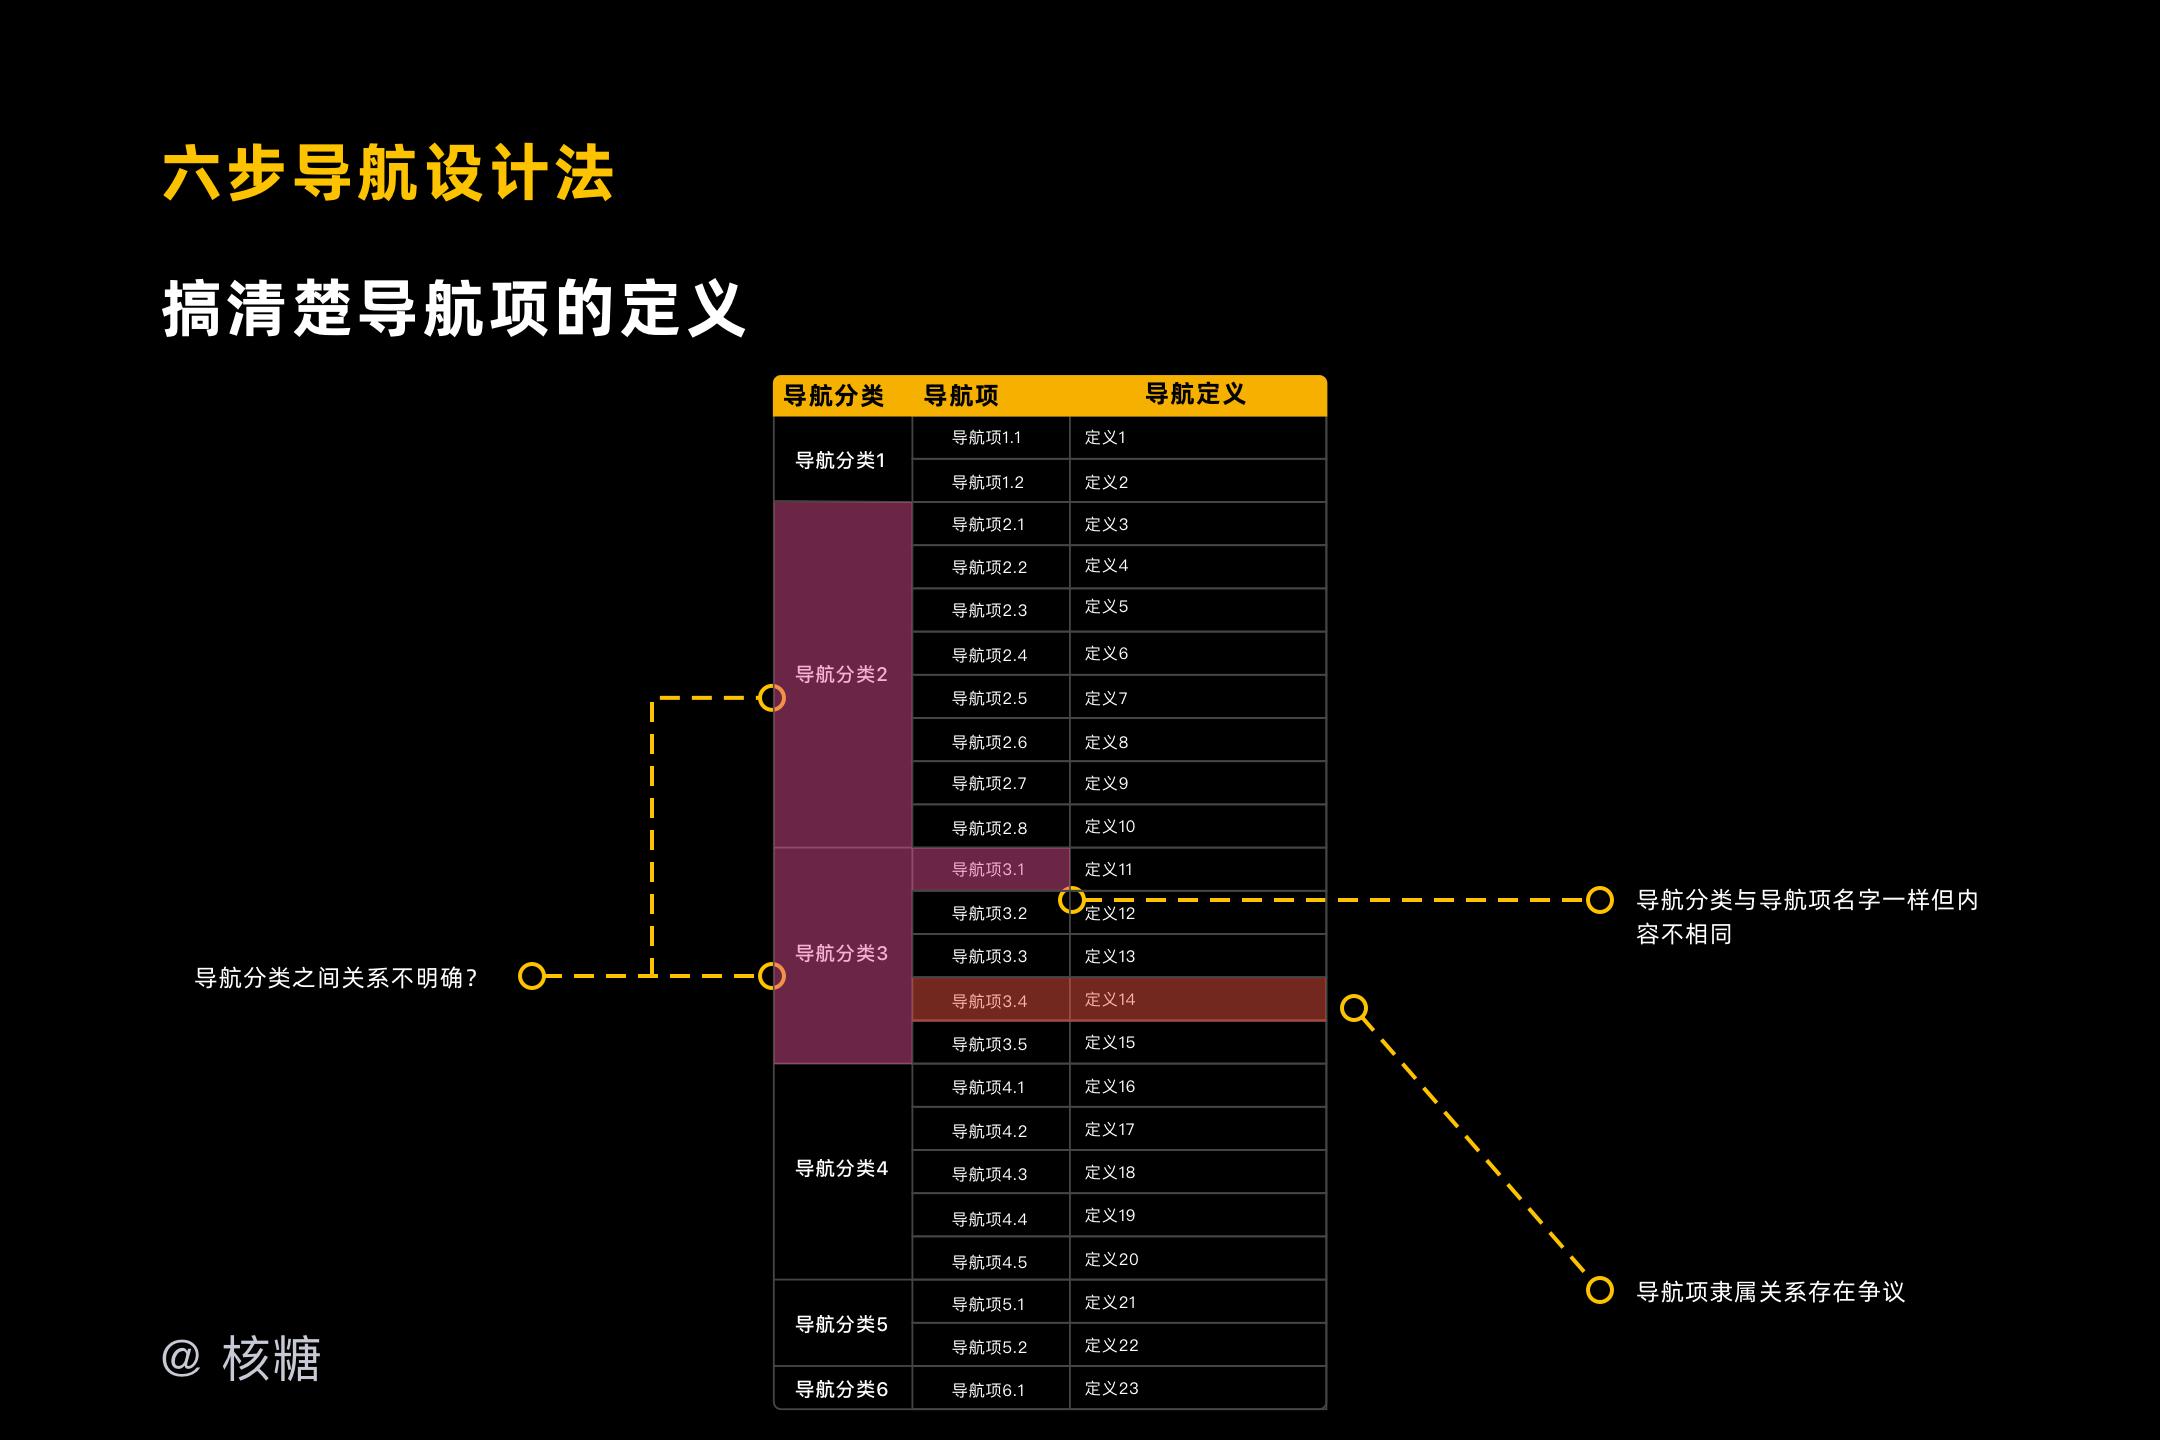 六步导航设计法
搞清楚导航项的定义
导航分类 导航项 导航定义
导航分类1
导航项1.1 定义1
导航项1.2 定义2
导航分类2
导航项2.1 定义3
导航项2.2 定义4
导航项2.3 定义5
导航项2.4 定义6
导航项2.5 定义7
导航项2.6 定义8
导航项2.7 定义9
导航项2.8 定义10
导航分类3
导航项3.1 定义11
导航项3.2 定义12
导航项3.3 定义13
导航项3.4 定义14
导航项3.5 定义15
导航分类4
导航项4.1 定义16
导航项4.2 定义17
导航项4.3 定义18
导航项4.4 定义19
导航项4.5 定义20
导航分类5
导航项5.1 定义21
导航项5.2 定义22
导航分类6 导航项6.1 定义23
导航分类之间关系不明确?
导航分类与导航项名字一样但内
容不相同
导航项隶属关系存在争议
@ 核糖